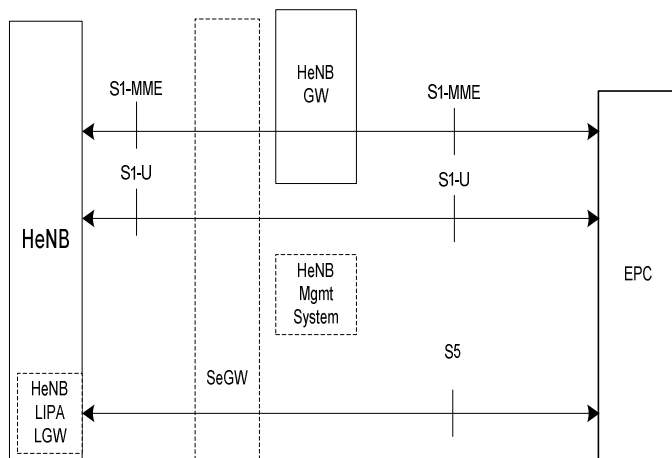 HeNB
GW
S1-MME
S1-MME
S1-U
S1-U
HeNB
HeNB
Mgmt
System
EPC
S5
SeGW
HeNB
LIPA
LGW